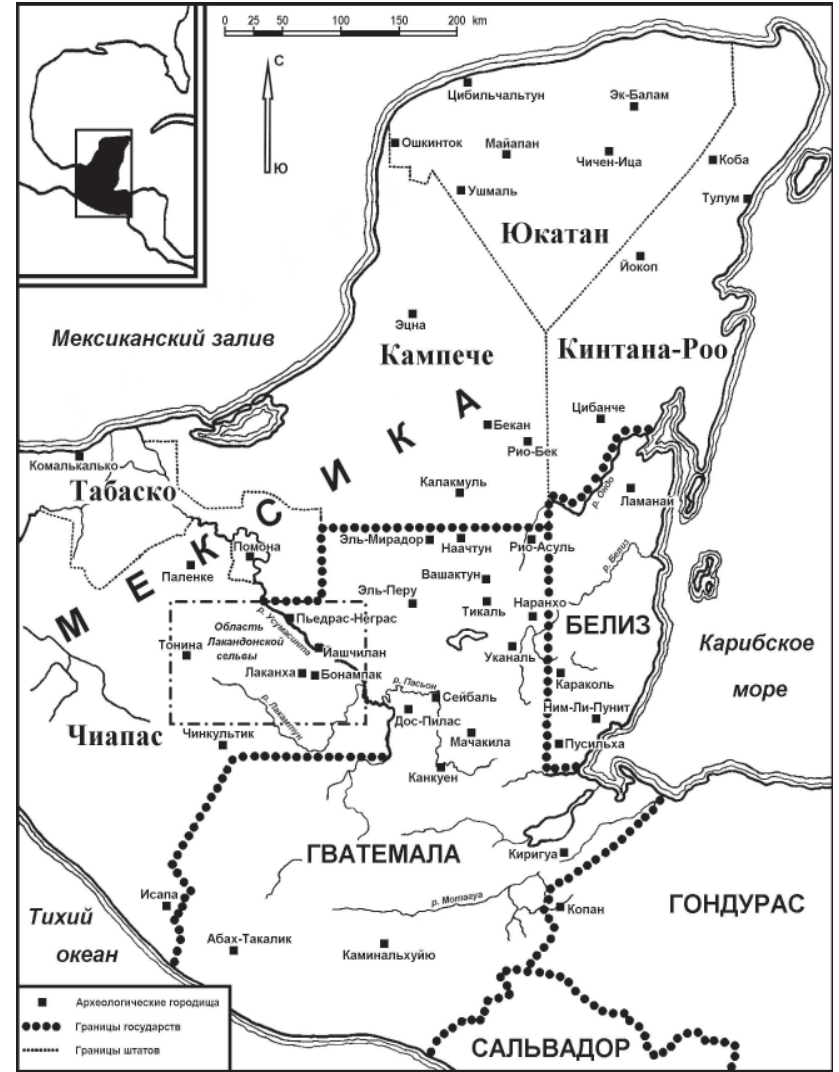 0 25 50 100 150 200 km
С
Ю
Цибильчальтун
Эк-Балам
Ошкинток
Майапан
Чичен-Ица
Коба
Ушмаль
Тулум
Юкатан
Йокоп
Эцна
Мексиканский залив
Кампече
Кинтана-Роо
МЕКСИКА
Цибанче
Бекан
Рио-Бек
Комалькалько
Табаско
Калакмуль
Ламанай
р. Ондо
Эль-Мирадор
Наачтун
Рио-Асуль
Помона
р. Белиз
Паленке
Вашактун
Эль-Перу
Тикаль
Наранхо
Пьедрас-Неграс
р. Усумасинта
БЕЛИЗ
Область
Лакандонской
сельвы
Тонина
Йашчилан
Уканаль
Карибское
море
Лаканха
Бонампак
р. Пасьон
Караколь
Сейбаль
р. Лакантун
Ним-Ли-Пунит
Дос-Пилас
Чиапас
Чинкультик
Мачакила
Пусильха
Канкуен
ГВАТЕМАЛА
Киригуа
Исапа
р. Мотагуа
Копан
ГОНДУРАС
Тихий
океан
Абах-Такалик
Каминальхуйю
Археологические городища
Границы государств
Границы штатов
САЛЬВАДОР